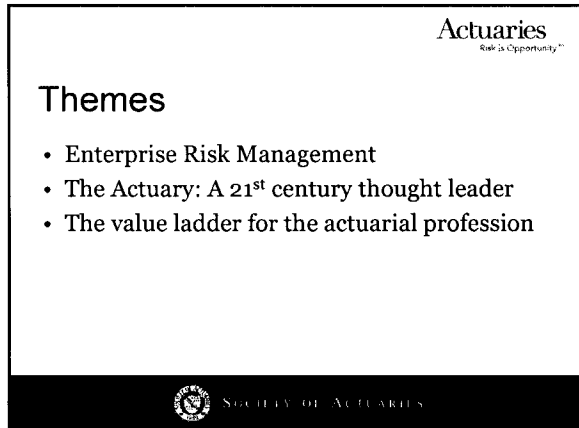 Actuaries
Risk is Opportunity™
Themes
• Enterprise Risk Management
• The Actuary: A 21st century thought leader
• The value ladder for the actuarial profession
SOCIETY OF ACTUARIES